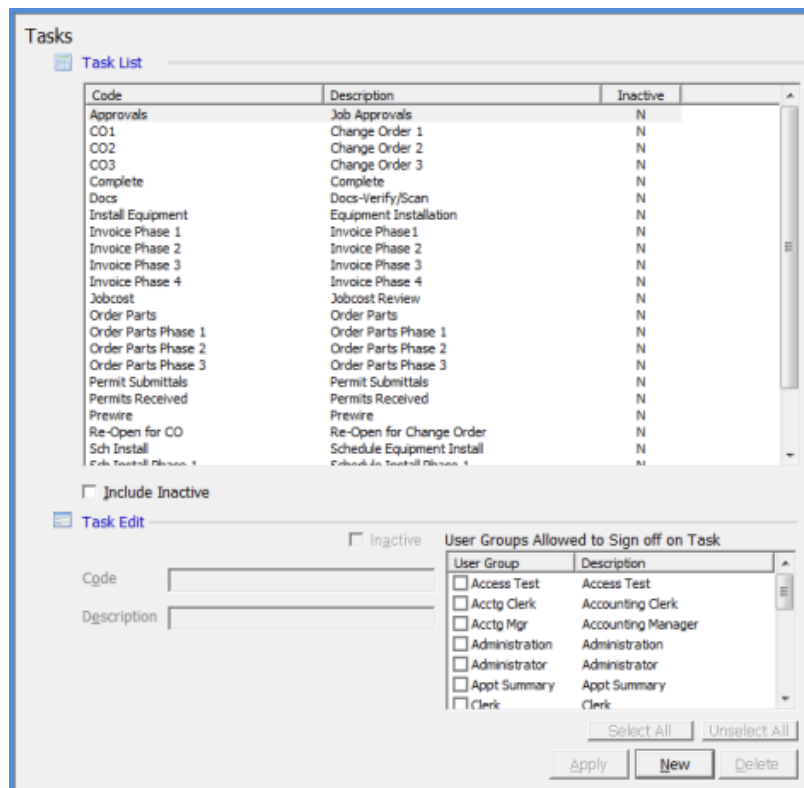 Tasks
Task List
Code Description Inactive
Approvals Job Approvals N
CO1 Change Order 1 N
CO2 Change Order 2 N
CO3 Change Order 3 N
Complete Complete N
Docs Docs-Verify/Scan N
Install Equipment Equipment Installation N
Invoice Phase 1 Invoice Phase1 N
Invoice Phase 2 Invoice Phase 2 N
Invoice Phase 3 Invoice Phase 3 N
Invoice Phase 4 Invoice Phase 4 N
Jobcost Jobcost Review N
Order Parts Order Parts N
Order Parts Phase 1 Order Parts Phase 1 N
Order Parts Phase 2 Order Parts Phase 2 N
Order Parts Phase 3 Order Parts Phase 3 N
Permit Submittals Permit Submittals N
Permits Received Permits Received N
Prewire Prewire N
Re-Open for CO Re-Open for Change Order N
Sch Install Schedule Equipment Install N
Sch Install Phase 1 Schedule Install Phase 1 N
Include Inactive
Task Edit
Inactive User Groups Allowed to Sign off on Task
User Group Description
Code
Description
Access Test Access Test
Acctg Clerk Accounting Clerk
Acctg Mgr Accounting Manager
Administration Administration
Administrator Administrator
Appt Summary Appt Summary
Clerk Clerk
Select All Unselect All
Apply New Delete